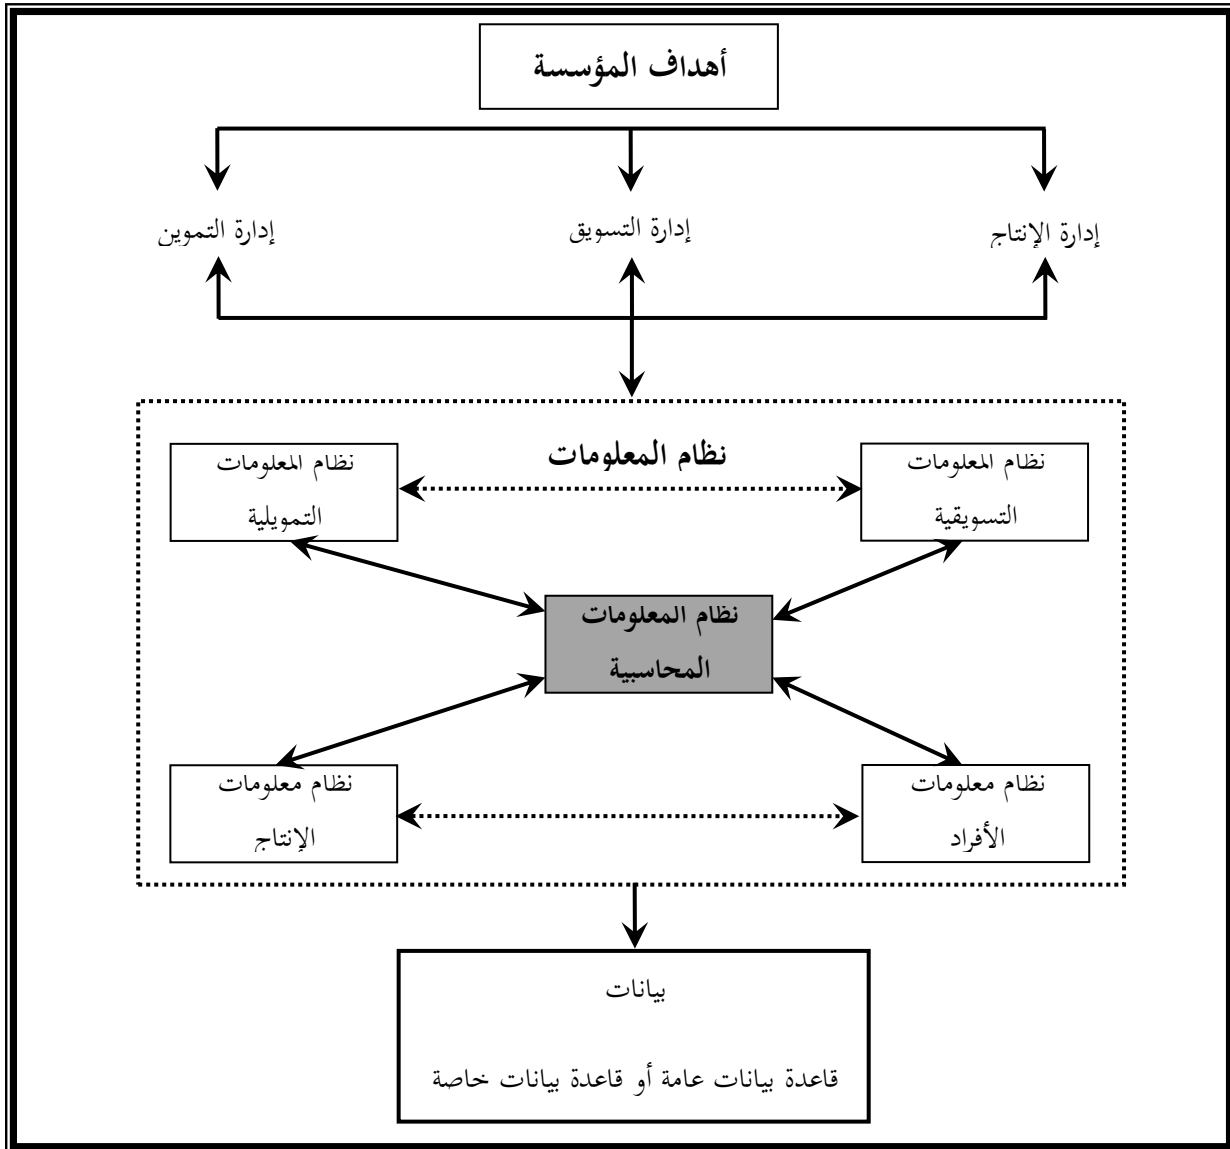 أهداف المؤسسة
إدارة الإنتاج
إدارة التسويق
إدارة التموين
نظام المعلومات
نظام المعلومات
التسويقية
نظام المعلومات
التمويلية
نظام المعلومات
المحاسبية
نظام معلومات
الأفراد
نظام معلومات
الإنتاج
بيانات
قاعدة بيانات عامة أو قاعدة بيانات خاصة